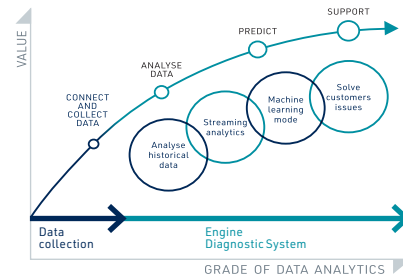 SUPPORT
PREDICT
ANALYSE
DATA
CONNECT
AND
COLLECT
DATA
VALUE
Analyse
historical
data
Streaming
analytics
Machine
learning
mode
Solve
customers
issues
Data
collection
Engine
Diagnostic System
GRADE OF DATA ANALYTICS